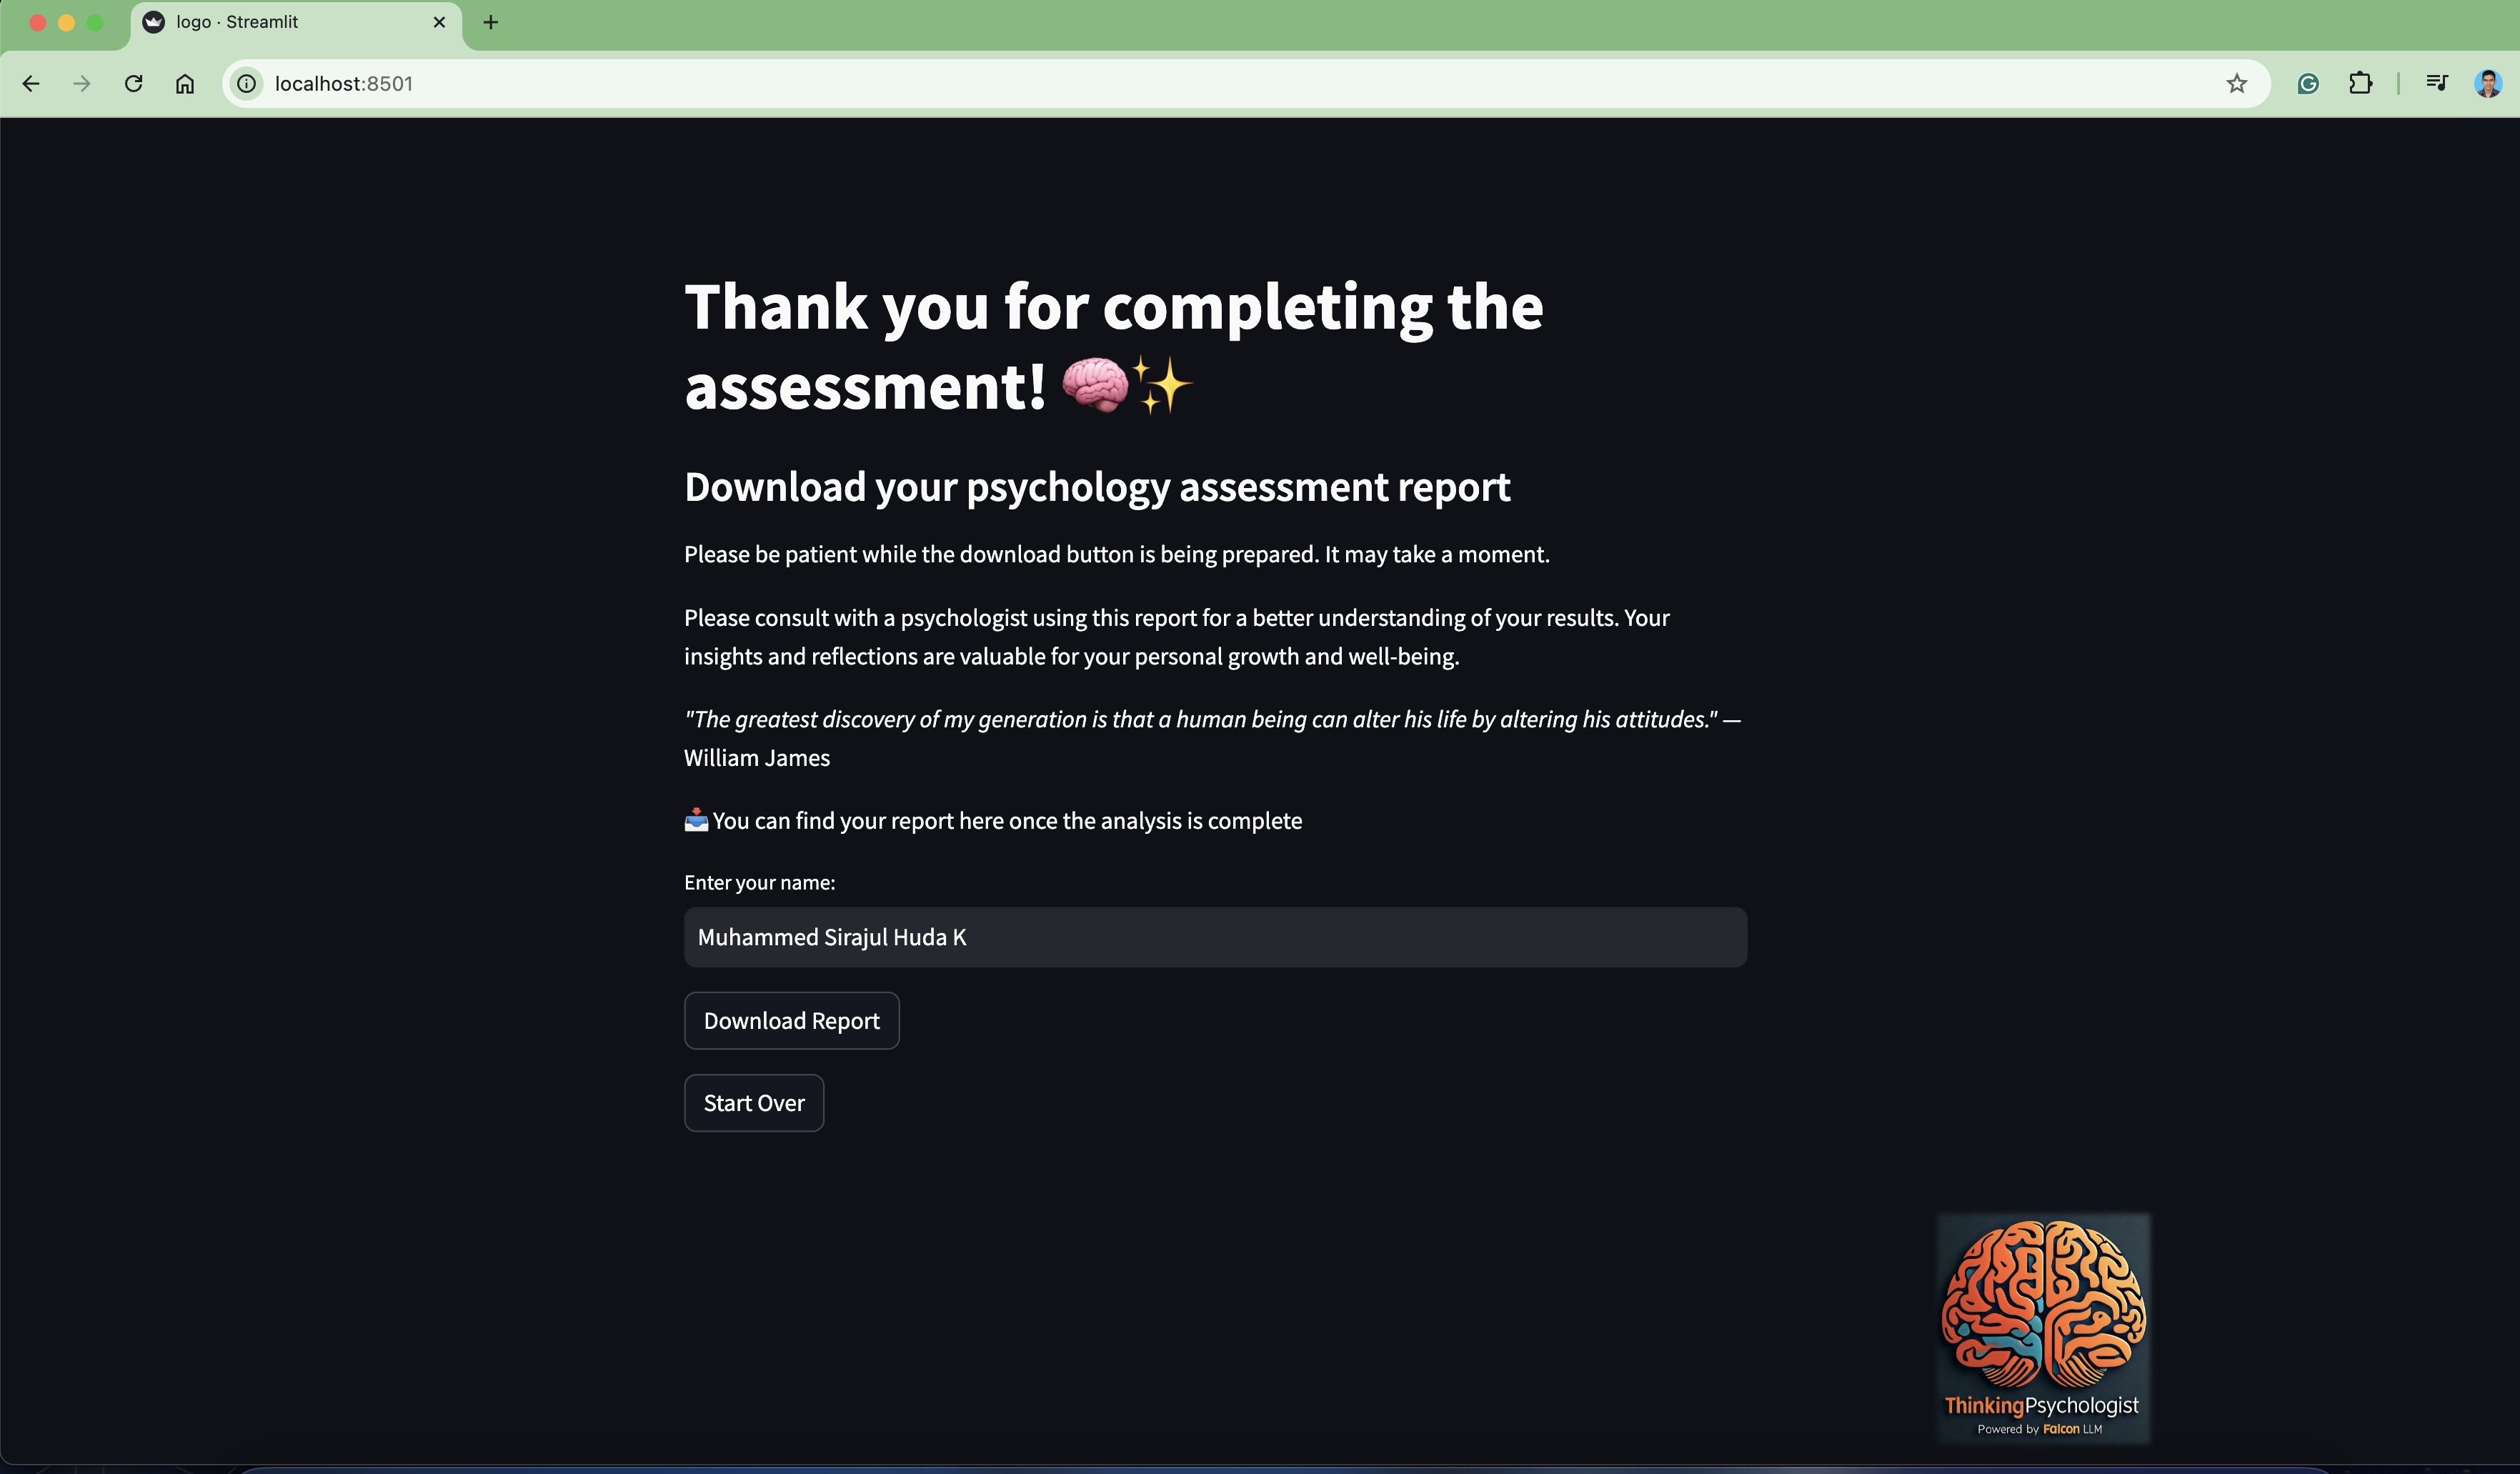 logo · Streamlit
localhost:8501
Thank you for completing the
assessment! 🧠✨
Download your psychology assessment report
Please be patient while the download button is being prepared. It may take a moment.
Please consult with a psychologist using this report for a better understanding of your results. Your
insights and reflections are valuable for your personal growth and well-being.
"The greatest discovery of my generation is that a human being can alter his life by altering his attitudes." —
William James
📥 You can find your report here once the analysis is complete
Enter your name:
Muhammed Sirajul Huda K
Download Report
Start Over
ThinkingPsychologist
Powered by Falcon LLM